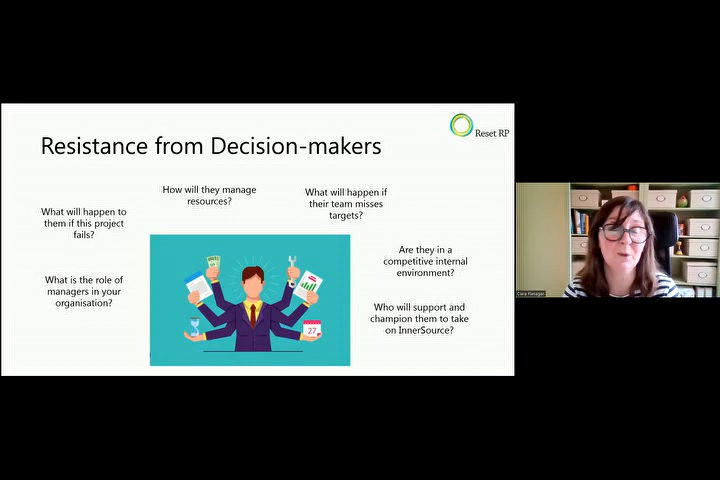 Reset RP
Resistance from Decision-makers
How will they manage
resources?
What will happen if
their team misses
targets?
What will happen to
them if this project
fails?
Are they in a
competitive internal
environment?
What is the role of
managers in your
organisation?
Who will support and
champion them to take
on InnerSource?
27